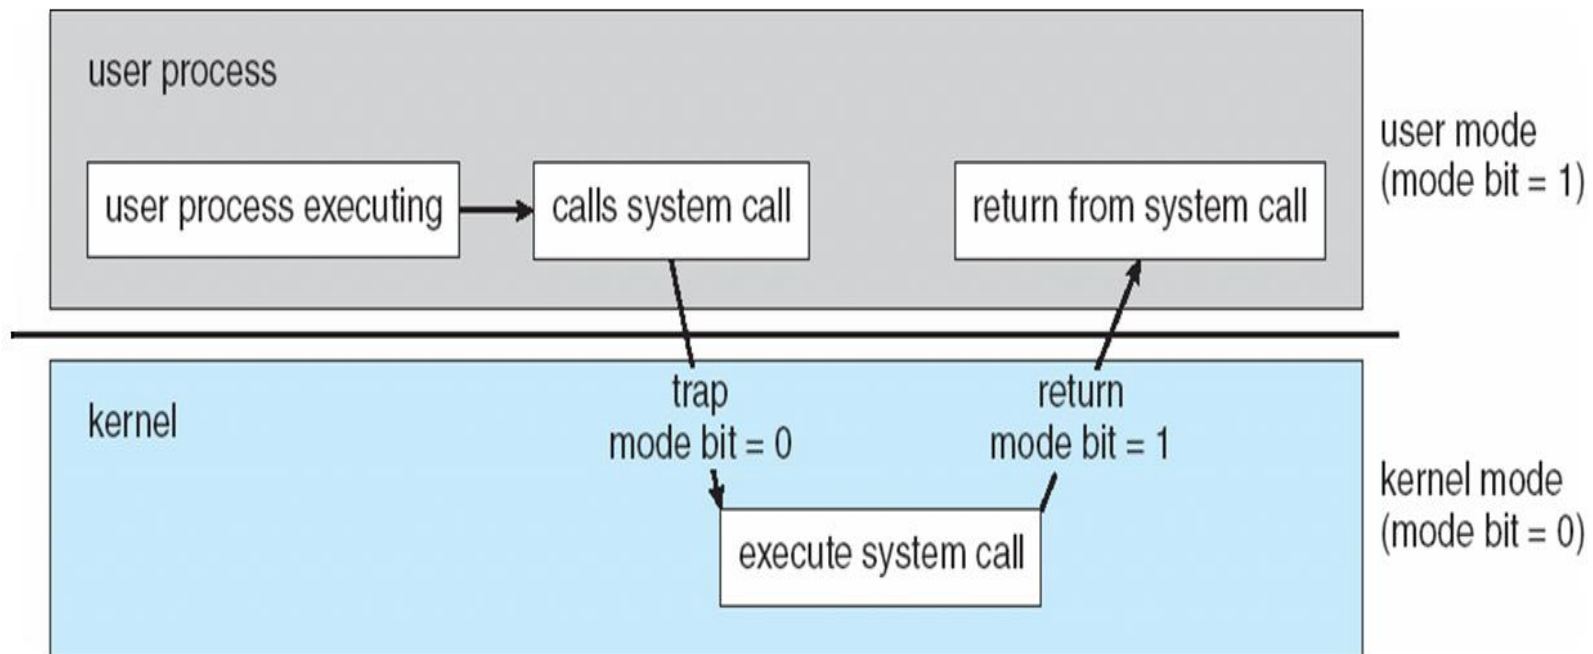 user process
user process executing
calls system call
return from system call
user mode
(mode bit = 1)
kernel
trap
mode bit = 0
return
mode bit = 1
execute system call
kernel mode
(mode bit = 0)